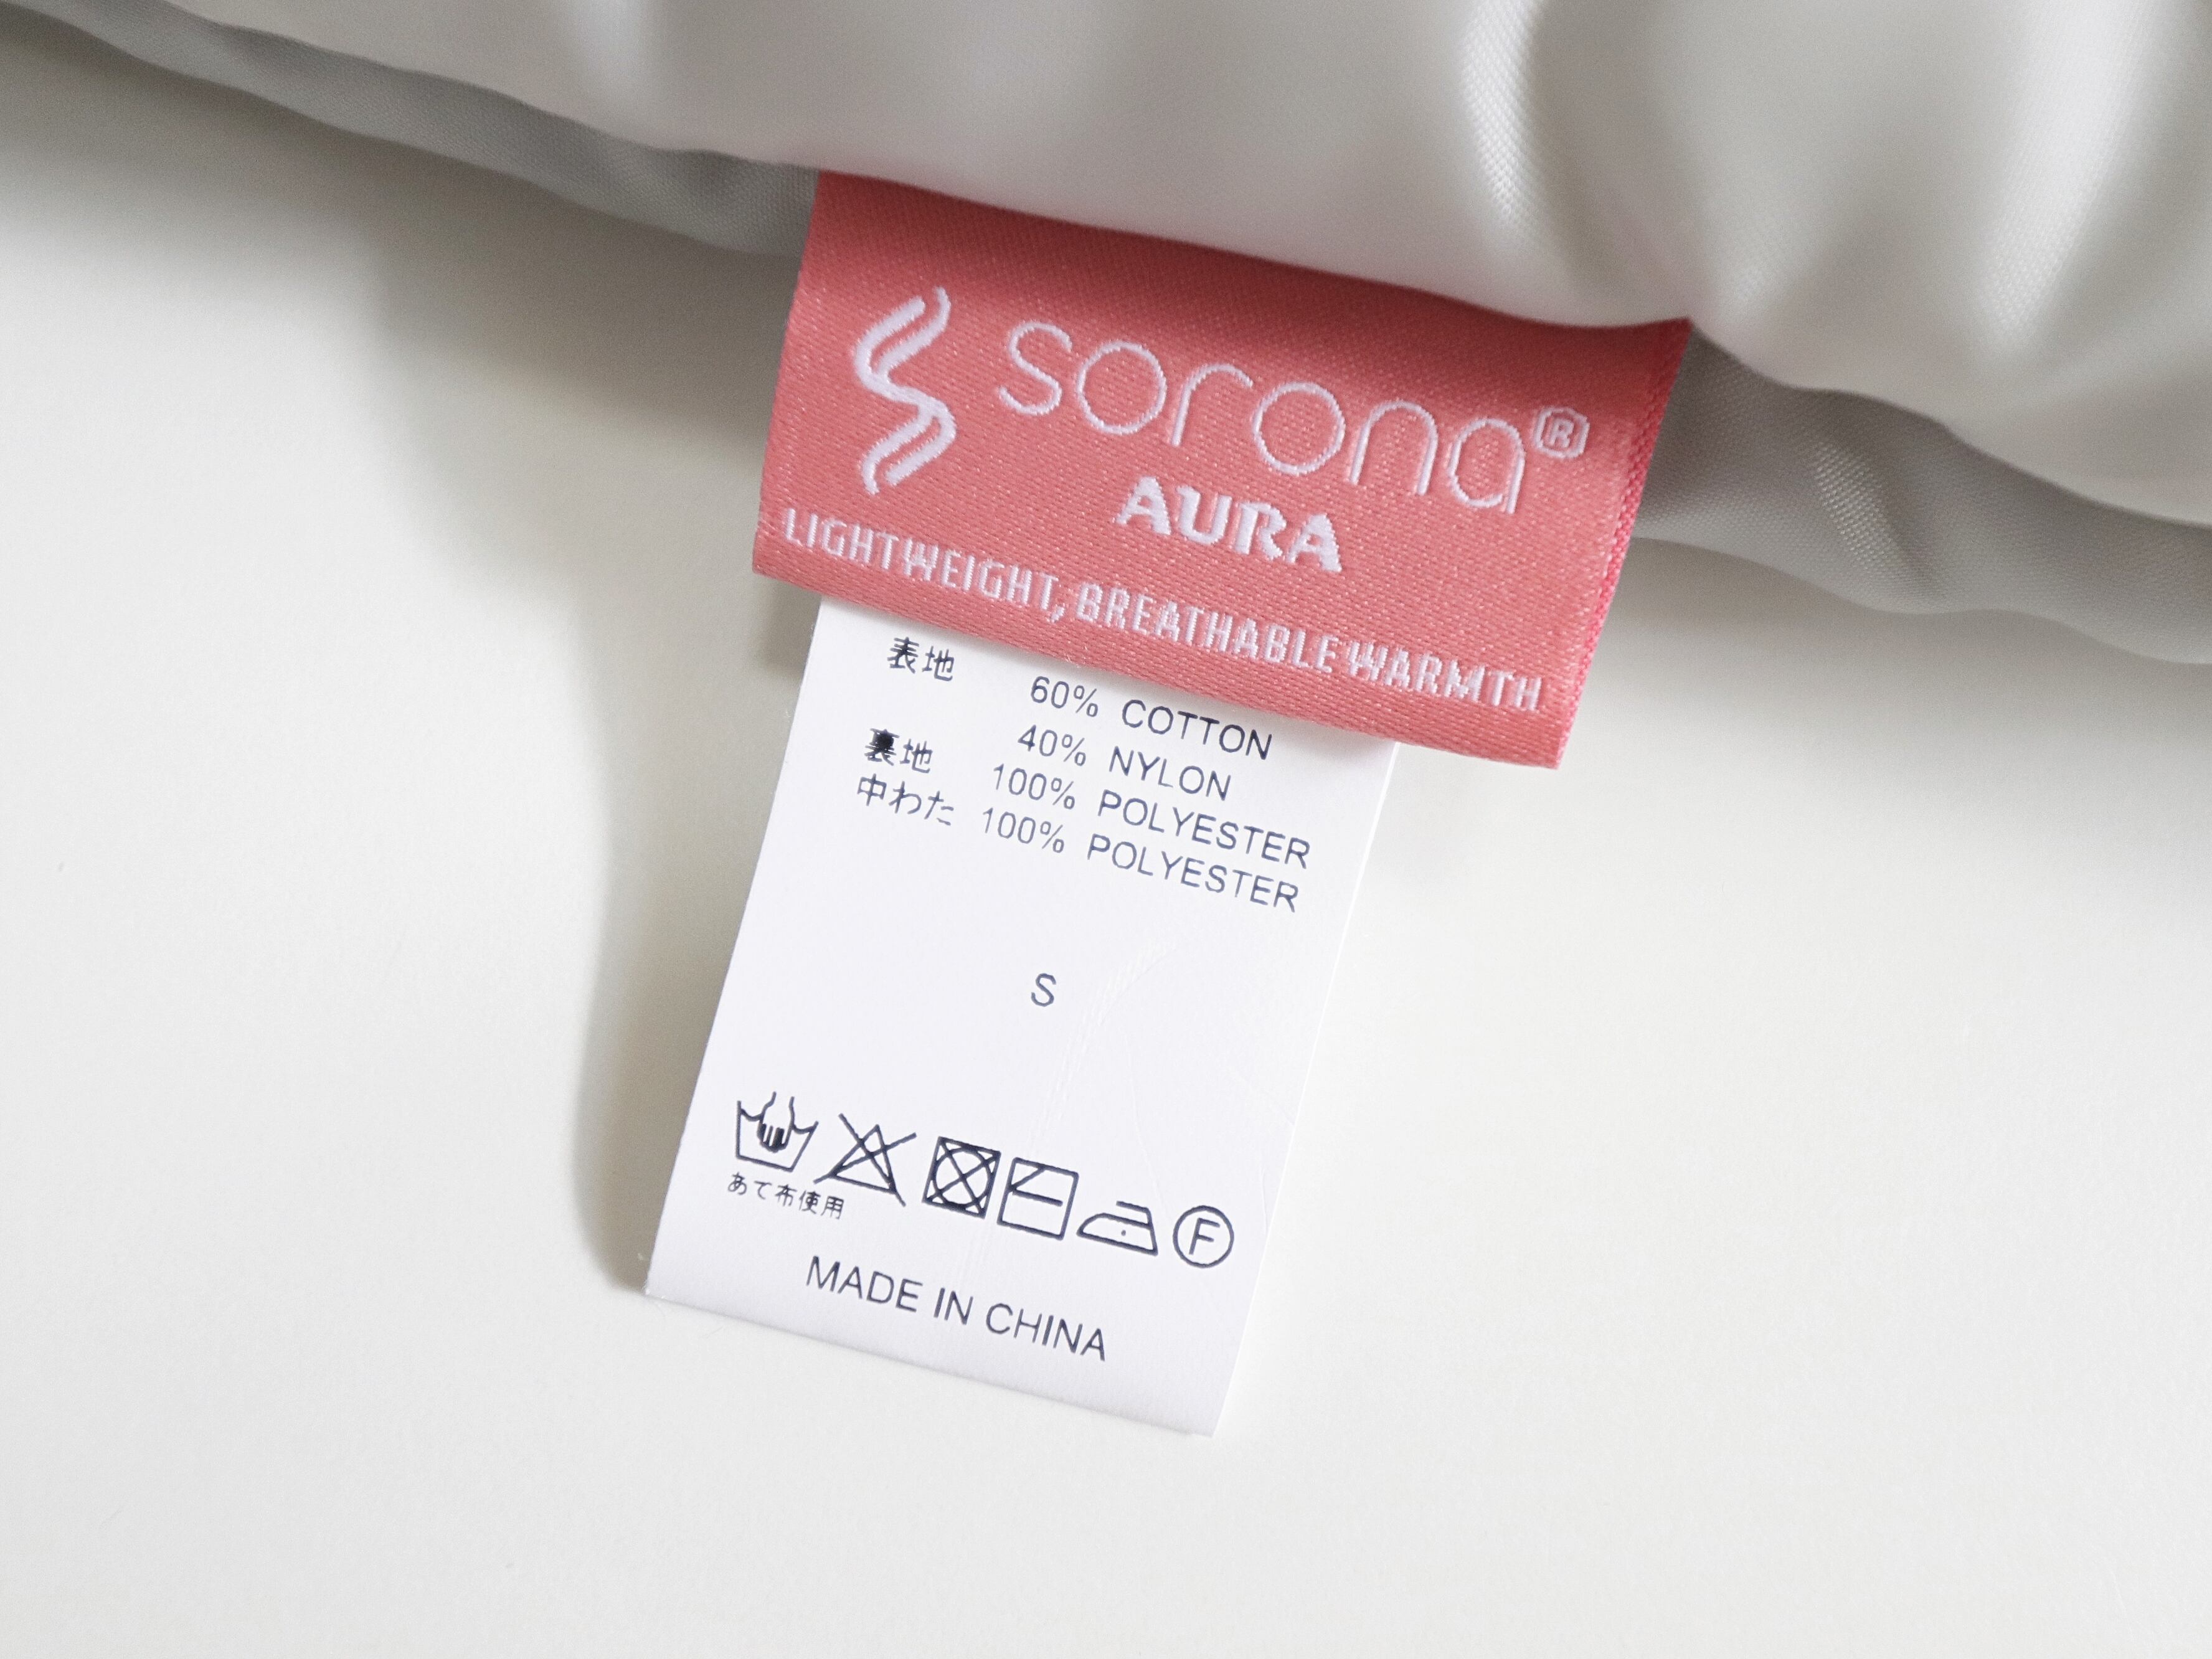 sorona®
AURA
LIGHTWEIGHT, BREATHABLE WARMTH
表地 60% COTTON
40% NYLON
裏地 100% POLYESTER
中わた 100% POLYESTER
S
F
あて布使用
MADE IN CHINA